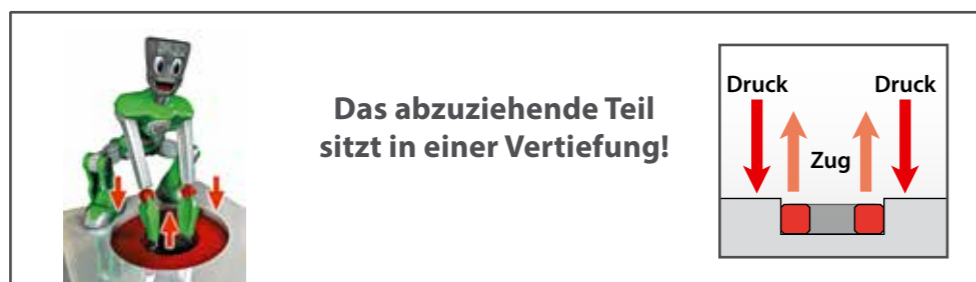 Das abzuziehende Teil
sitzt in einer Vertiefung!
Druck Druck
Zug